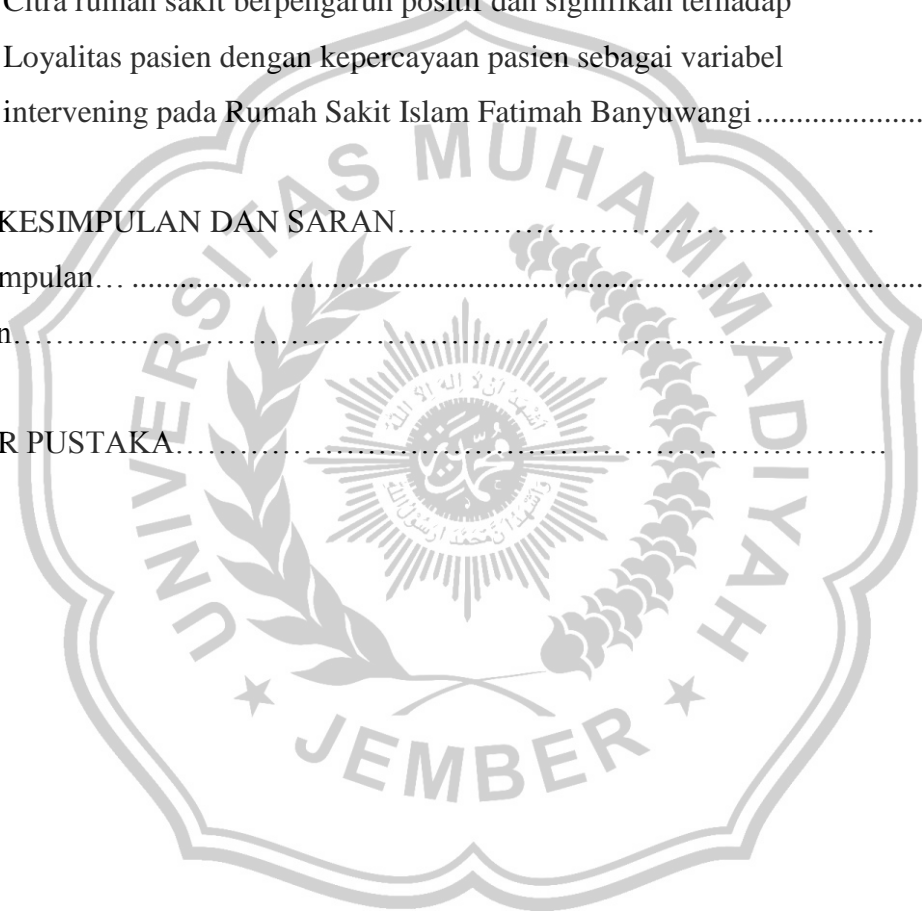 Citra rumah sakit berpengaruh positif dan signifikan terhadap
Loyalitas pasien dengan kepercayaan pasien sebagai variabel
intervening pada Rumah Sakit Islam Fatimah Banyuwangi.....................
KESIMPULAN DAN SARAN………………………………………
mpulan… ....................................................................................................
n……………………………………………………………………….
R PUSTAKA………………………………………………………….
UNIVERSITAS MUHAMMADIYAH
JEMBER